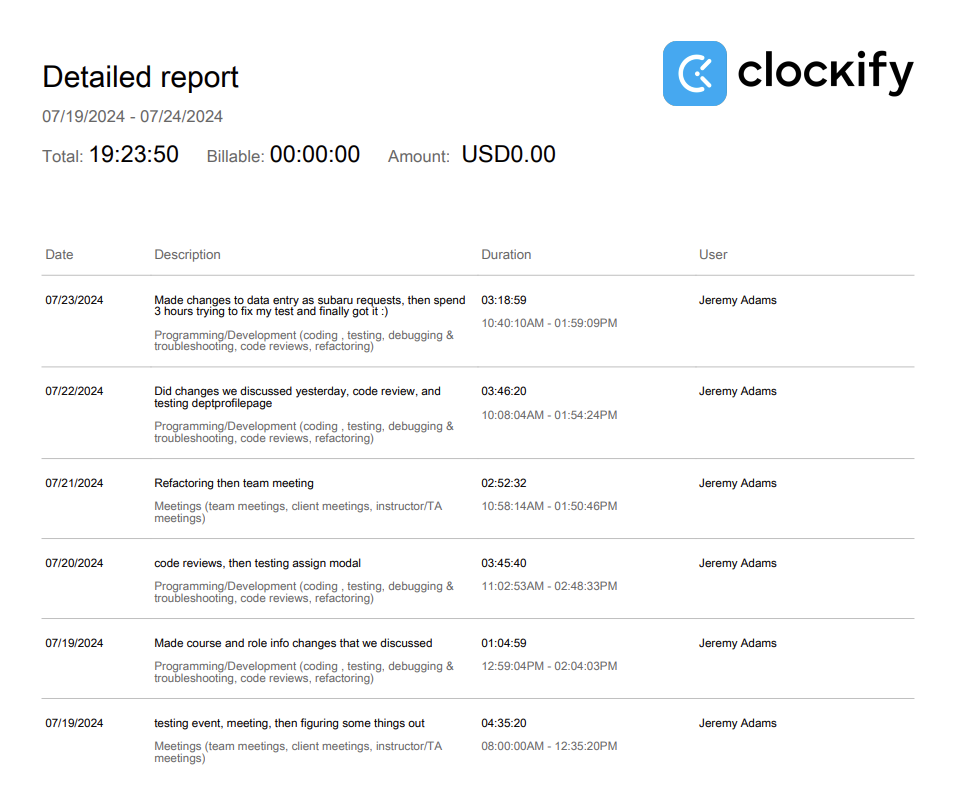 Detailed report
clockify
07/19/2024 - 07/24/2024
Total: 19:23:50 Billable: 00:00:00 Amount: USD0.00
Date Description Duration User
07/23/2024 Made changes to data entry as subaru requests, then spend 03:18:59 Jeremy Adams
3 hours trying to fix my test and finally got it :)
10:40:10AM - 01:59:09PM
Programming/Development (coding , testing, debugging &
troubleshooting, code reviews, refactoring)
07/22/2024 Did changes we discussed yesterday, code review, and 03:46:20 Jeremy Adams
testing deptprofilepage
10:08:04AM - 01:54:24PM
Programming/Development (coding , testing, debugging &
troubleshooting, code reviews, refactoring)
07/21/2024 Refactoring then team meeting 02:52:32 Jeremy Adams
Meetings (team meetings, client meetings, instructor/TA 10:58:14AM - 01:50:46PM
meetings)
07/20/2024 code reviews, then testing assign modal 03:45:40 Jeremy Adams
Programming/Development (coding , testing, debugging & 11:02:53AM - 02:48:33PM
troubleshooting, code reviews, refactoring)
07/19/2024 Made course and role info changes that we discussed 01:04:59 Jeremy Adams
Programming/Development (coding , testing, debugging & 12:59:04PM - 02:04:03PM
troubleshooting, code reviews, refactoring)
07/19/2024 testing event, meeting, then figuring some things out 04:35:20 Jeremy Adams
Meetings (team meetings, client meetings, instructor/TA 08:00:00AM - 12:35:20PM
meetings)